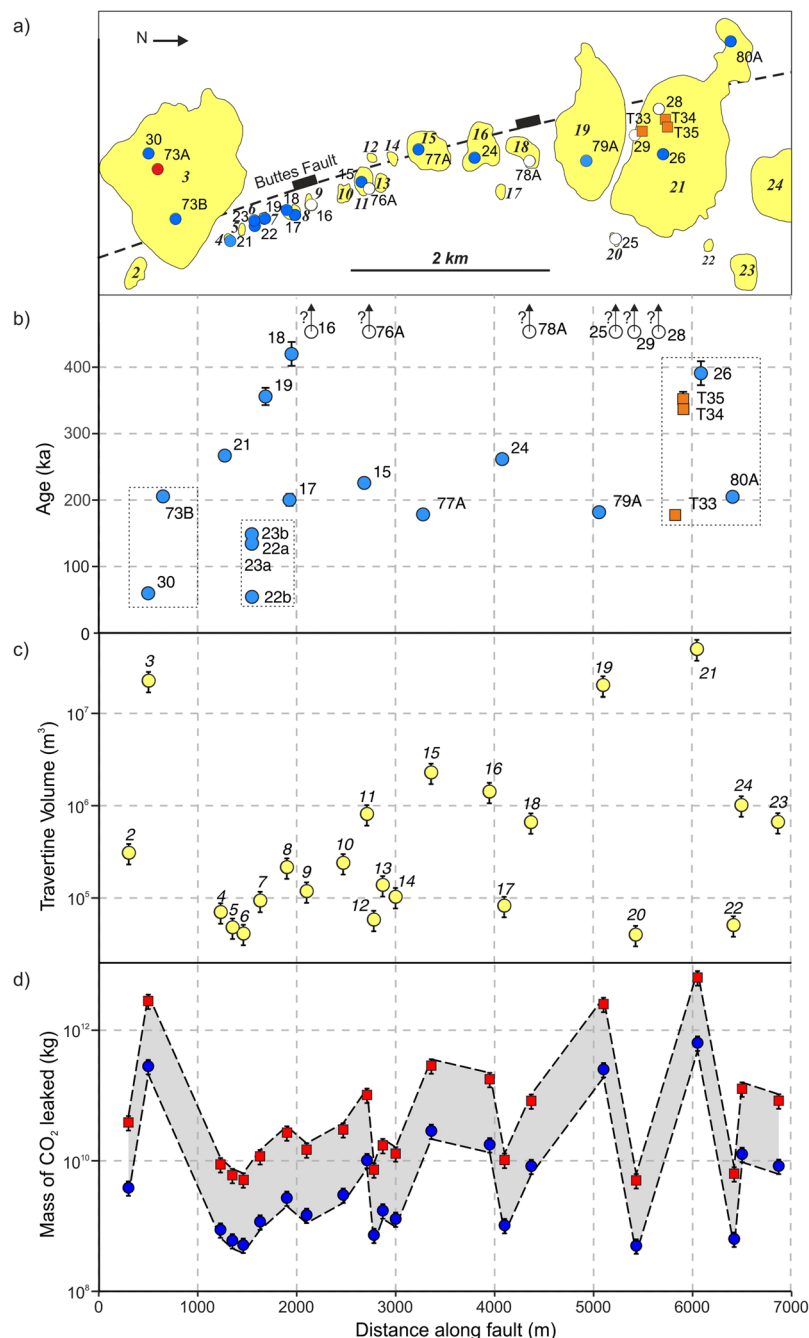 a)
N
80A
28
T33
T34
T35
29
30
73A
3
19
79A
26
15
77A
16
24
18
78A
12
14
21
24
Buttes Fault
73B
15
13
10
11
76A
17
9
16
8
18
19
6
23
7
5
4
21
22
17
25
20
22
23
2
2 km
b)
?
16
?
76A
?
78A
?
25
?
29
?
28
18
19
26
T35
T34
21
24
15
73B
17
77A
79A
T33
80A
23b
22a
23a
30
22b
400
300
200
100
0
Age (ka)
c)
3
19
21
15
16
18
24
23
11
2
8
10
9
13
14
7
4
5
6
12
17
20
22
10⁷
10⁶
10⁵
Travertine Volume (m³)
d)
10¹²
10¹⁰
10⁸
Mass of CO₂ leaked (kg)
0
1000
2000
3000
4000
5000
6000
7000
Distance along fault (m)